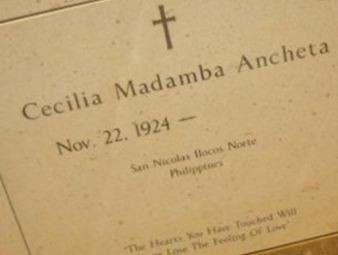 Cecilia Madamba Ancheta
Nov. 22, 1924 —
San Nicolas Ilocos Norte
Philippines
"The Hearts You Have Touched Will
Lose The Feeling Of Love"